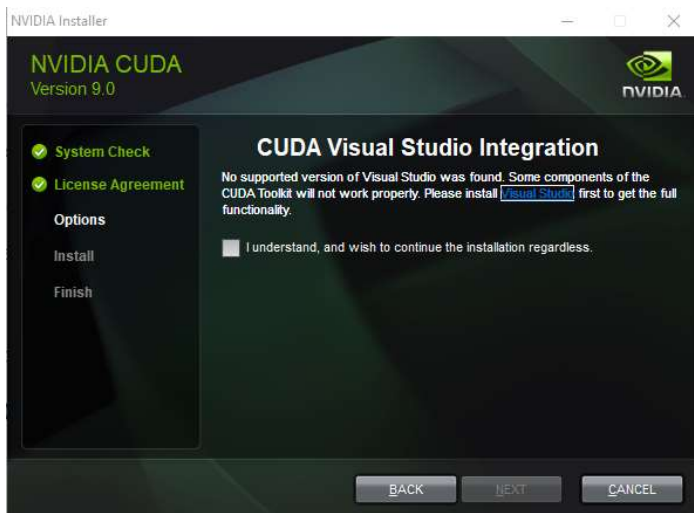 NVIDIA Installer
NVIDIA CUDA
Version 9.0
NVIDIA.
System Check
License Agreement
Options
Install
Finish
CUDA Visual Studio Integration
No supported version of Visual Studio was found. Some components of the
CUDA Toolkit will not work properly. Please install Visual Studio first to get the full
functionality.
I understand, and wish to continue the installation regardless.
BACK
NEXT
CANCEL